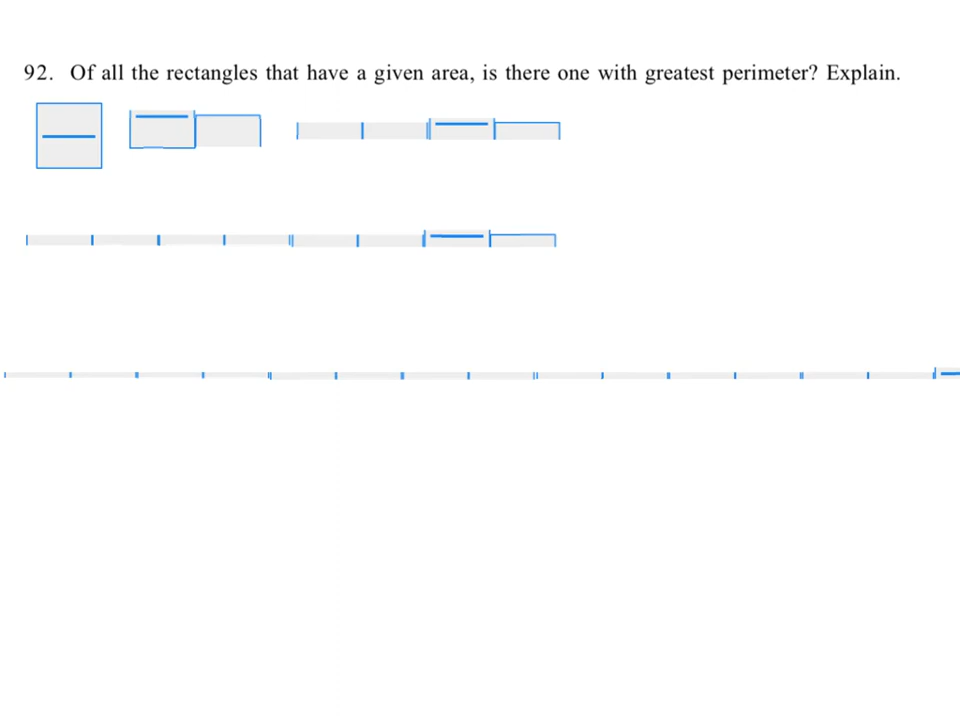 92. Of all the rectangles that have a given area, is there one with greatest perimeter? Explain.